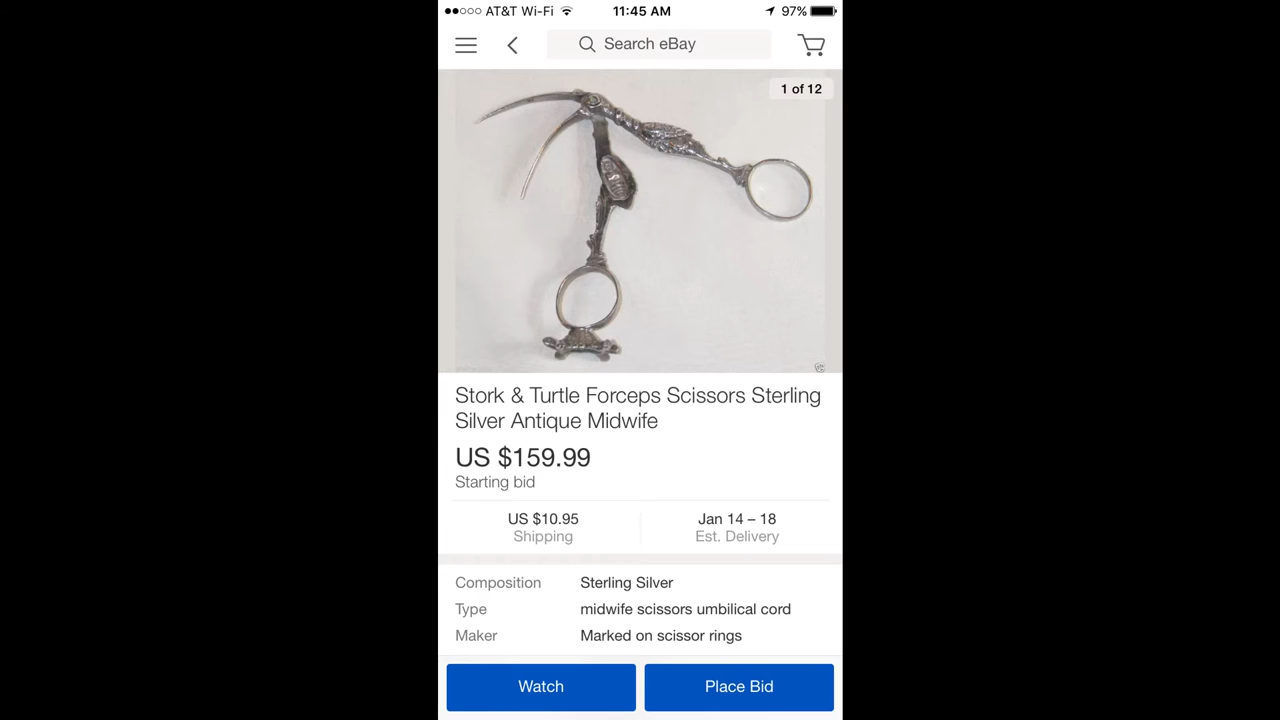 AT&T Wi-Fi 11:45 AM 97%
Search eBay
1 of 12
Stork & Turtle Forceps Scissors Sterling
Silver Antique Midwife
US $159.99
Starting bid
US $10.95 Jan 14 – 18
Shipping Est. Delivery
Composition Sterling Silver
Type midwife scissors umbilical cord
Maker Marked on scissor rings
Watch Place Bid